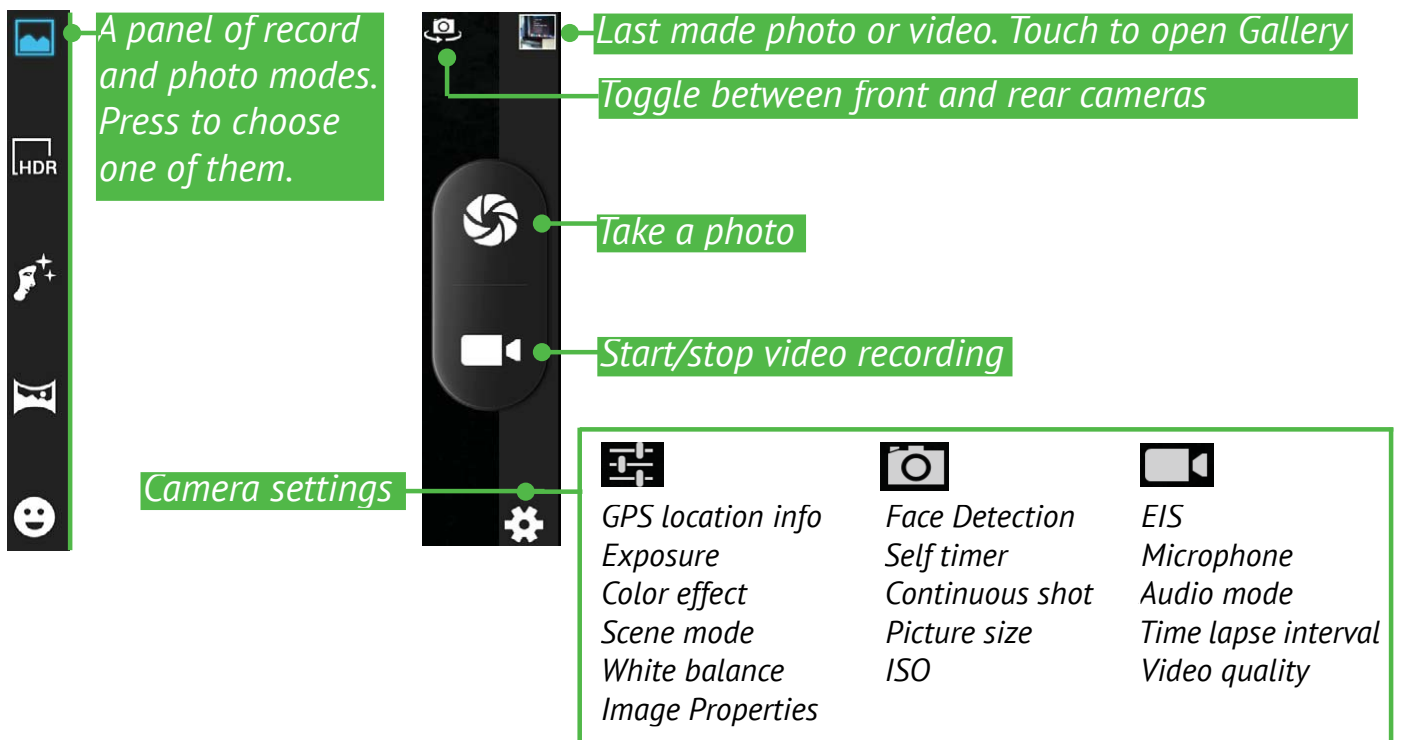 A panel of record
and photo modes.
Press to choose
one of them.
HDR
Last made photo or video. Touch to open Gallery
Toggle between front and rear cameras
Take a photo
Start/stop video recording
Camera settings
GPS location info
Exposure
Color effect
Scene mode
White balance
Image Properties
Face Detection
Self timer
Continuous shot
Picture size
ISO
EIS
Microphone
Audio mode
Time lapse interval
Video quality